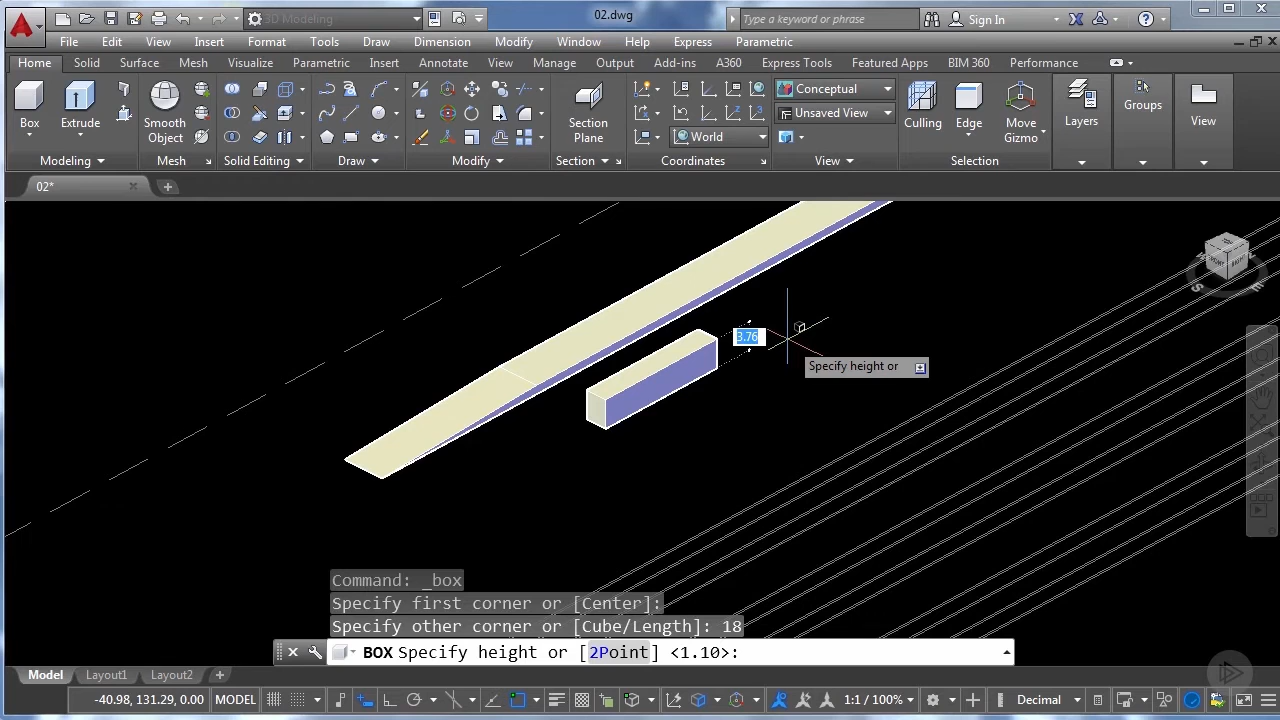 3D Modeling
02.dwg
Type a keyword or phrase
Sign In
File Edit View Insert Format Tools Draw Dimension Modify Window Help Express Parametric
Home Solid Surface Mesh Visualize Parametric Insert Annotate View Manage Output Add-ins A360 Express Tools Featured Apps BIM 360 Performance
Conceptual
Unsaved View
World
Box
Extrude
Smooth
Object
Section
Plane
Culling
Edge
Move
Gizmo
Layers
Groups
View
Modeling Mesh Solid Editing Draw Modify Section Coordinates View Selection
02*
3.76
Specify height or
Command: _box
Specify first corner or [Center]:
Specify other corner or [Cube/Length]: 18
BOX Specify height or [2Point] <1.10>:
Model Layout1 Layout2
-40.98, 131.29, 0.00 MODEL 1:1 / 100% Decimal